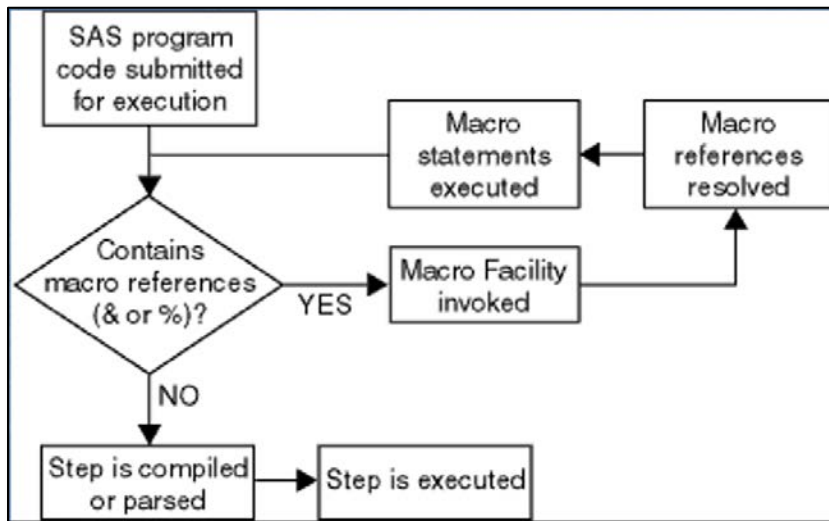 SAS program
code submitted
for execution
Macro
statements
executed
Macro
references
resolved
Contains
macro references
(& or %)?
YES
Macro Facility
invoked
NO
Step is compiled
or parsed
Step is executed